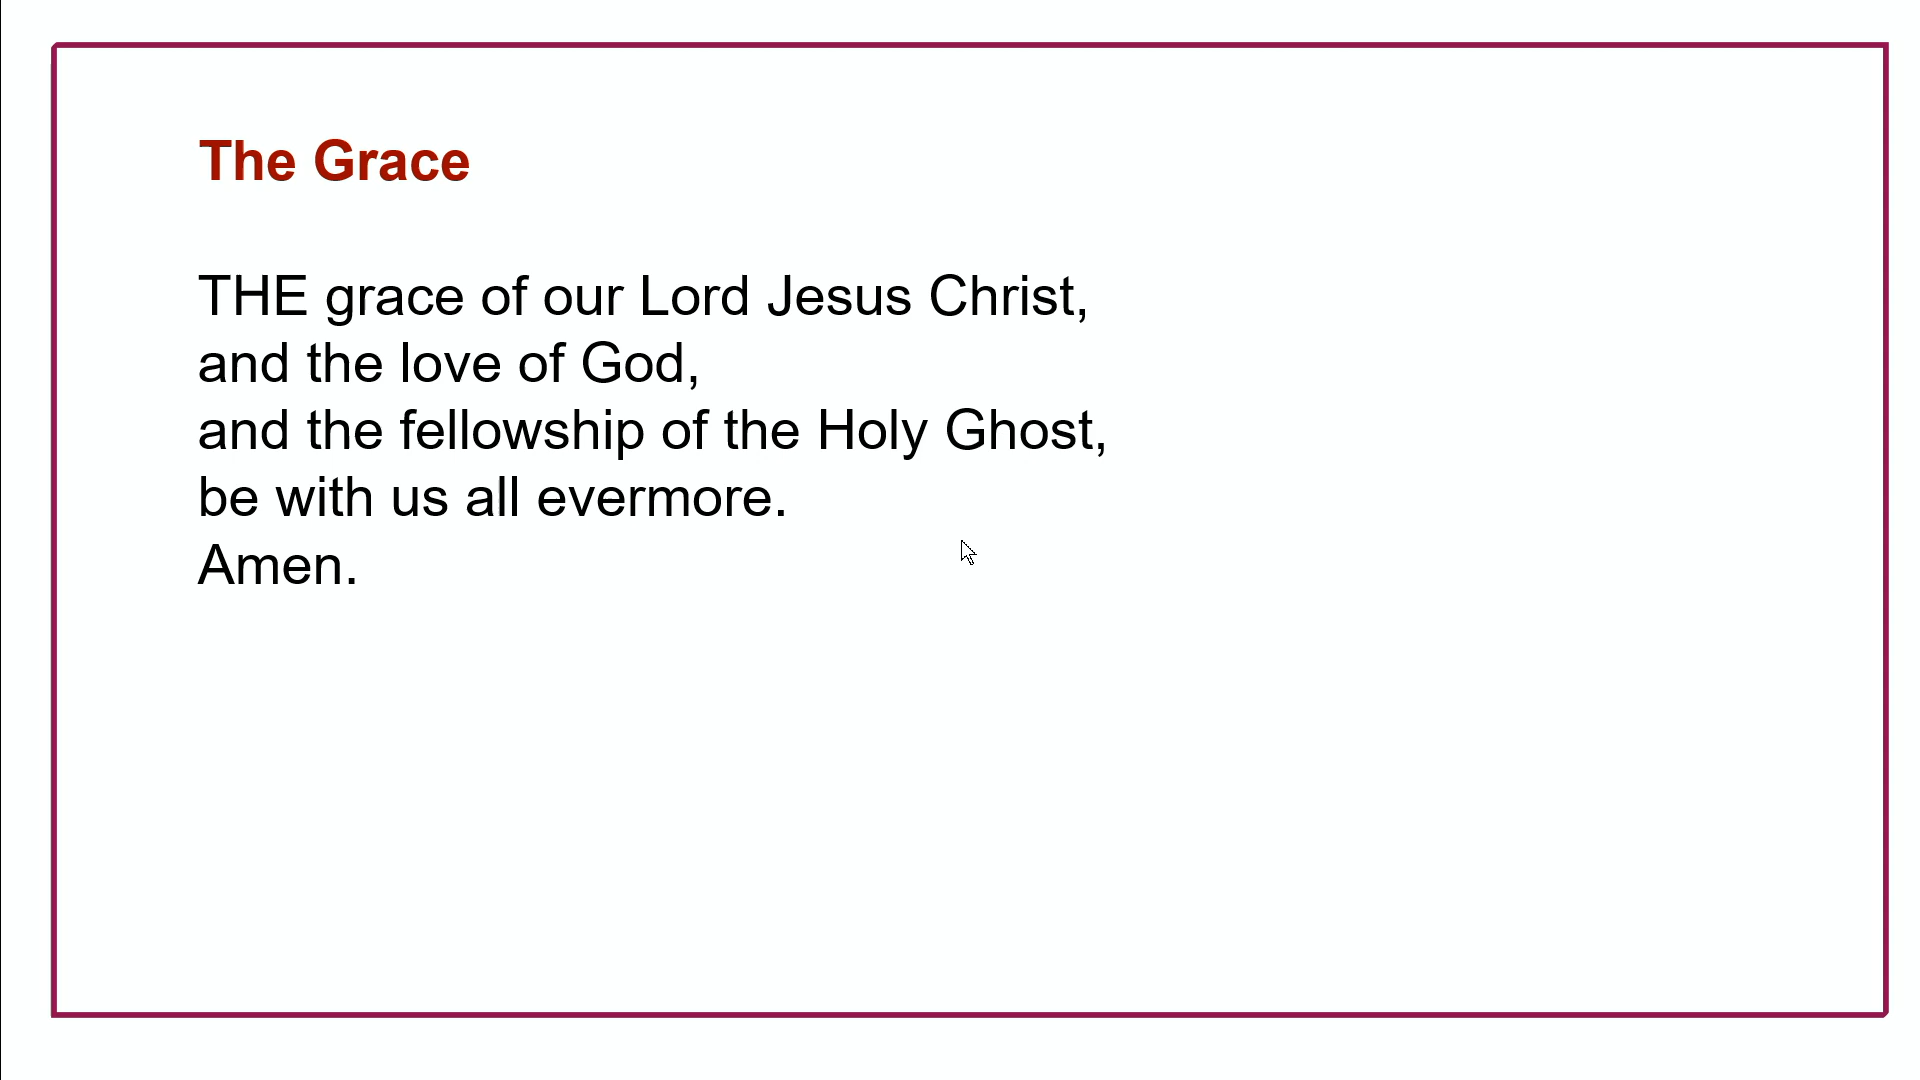 The Grace
THE grace of our Lord Jesus Christ,
and the love of God,
and the fellowship of the Holy Ghost,
be with us all evermore.
Amen.